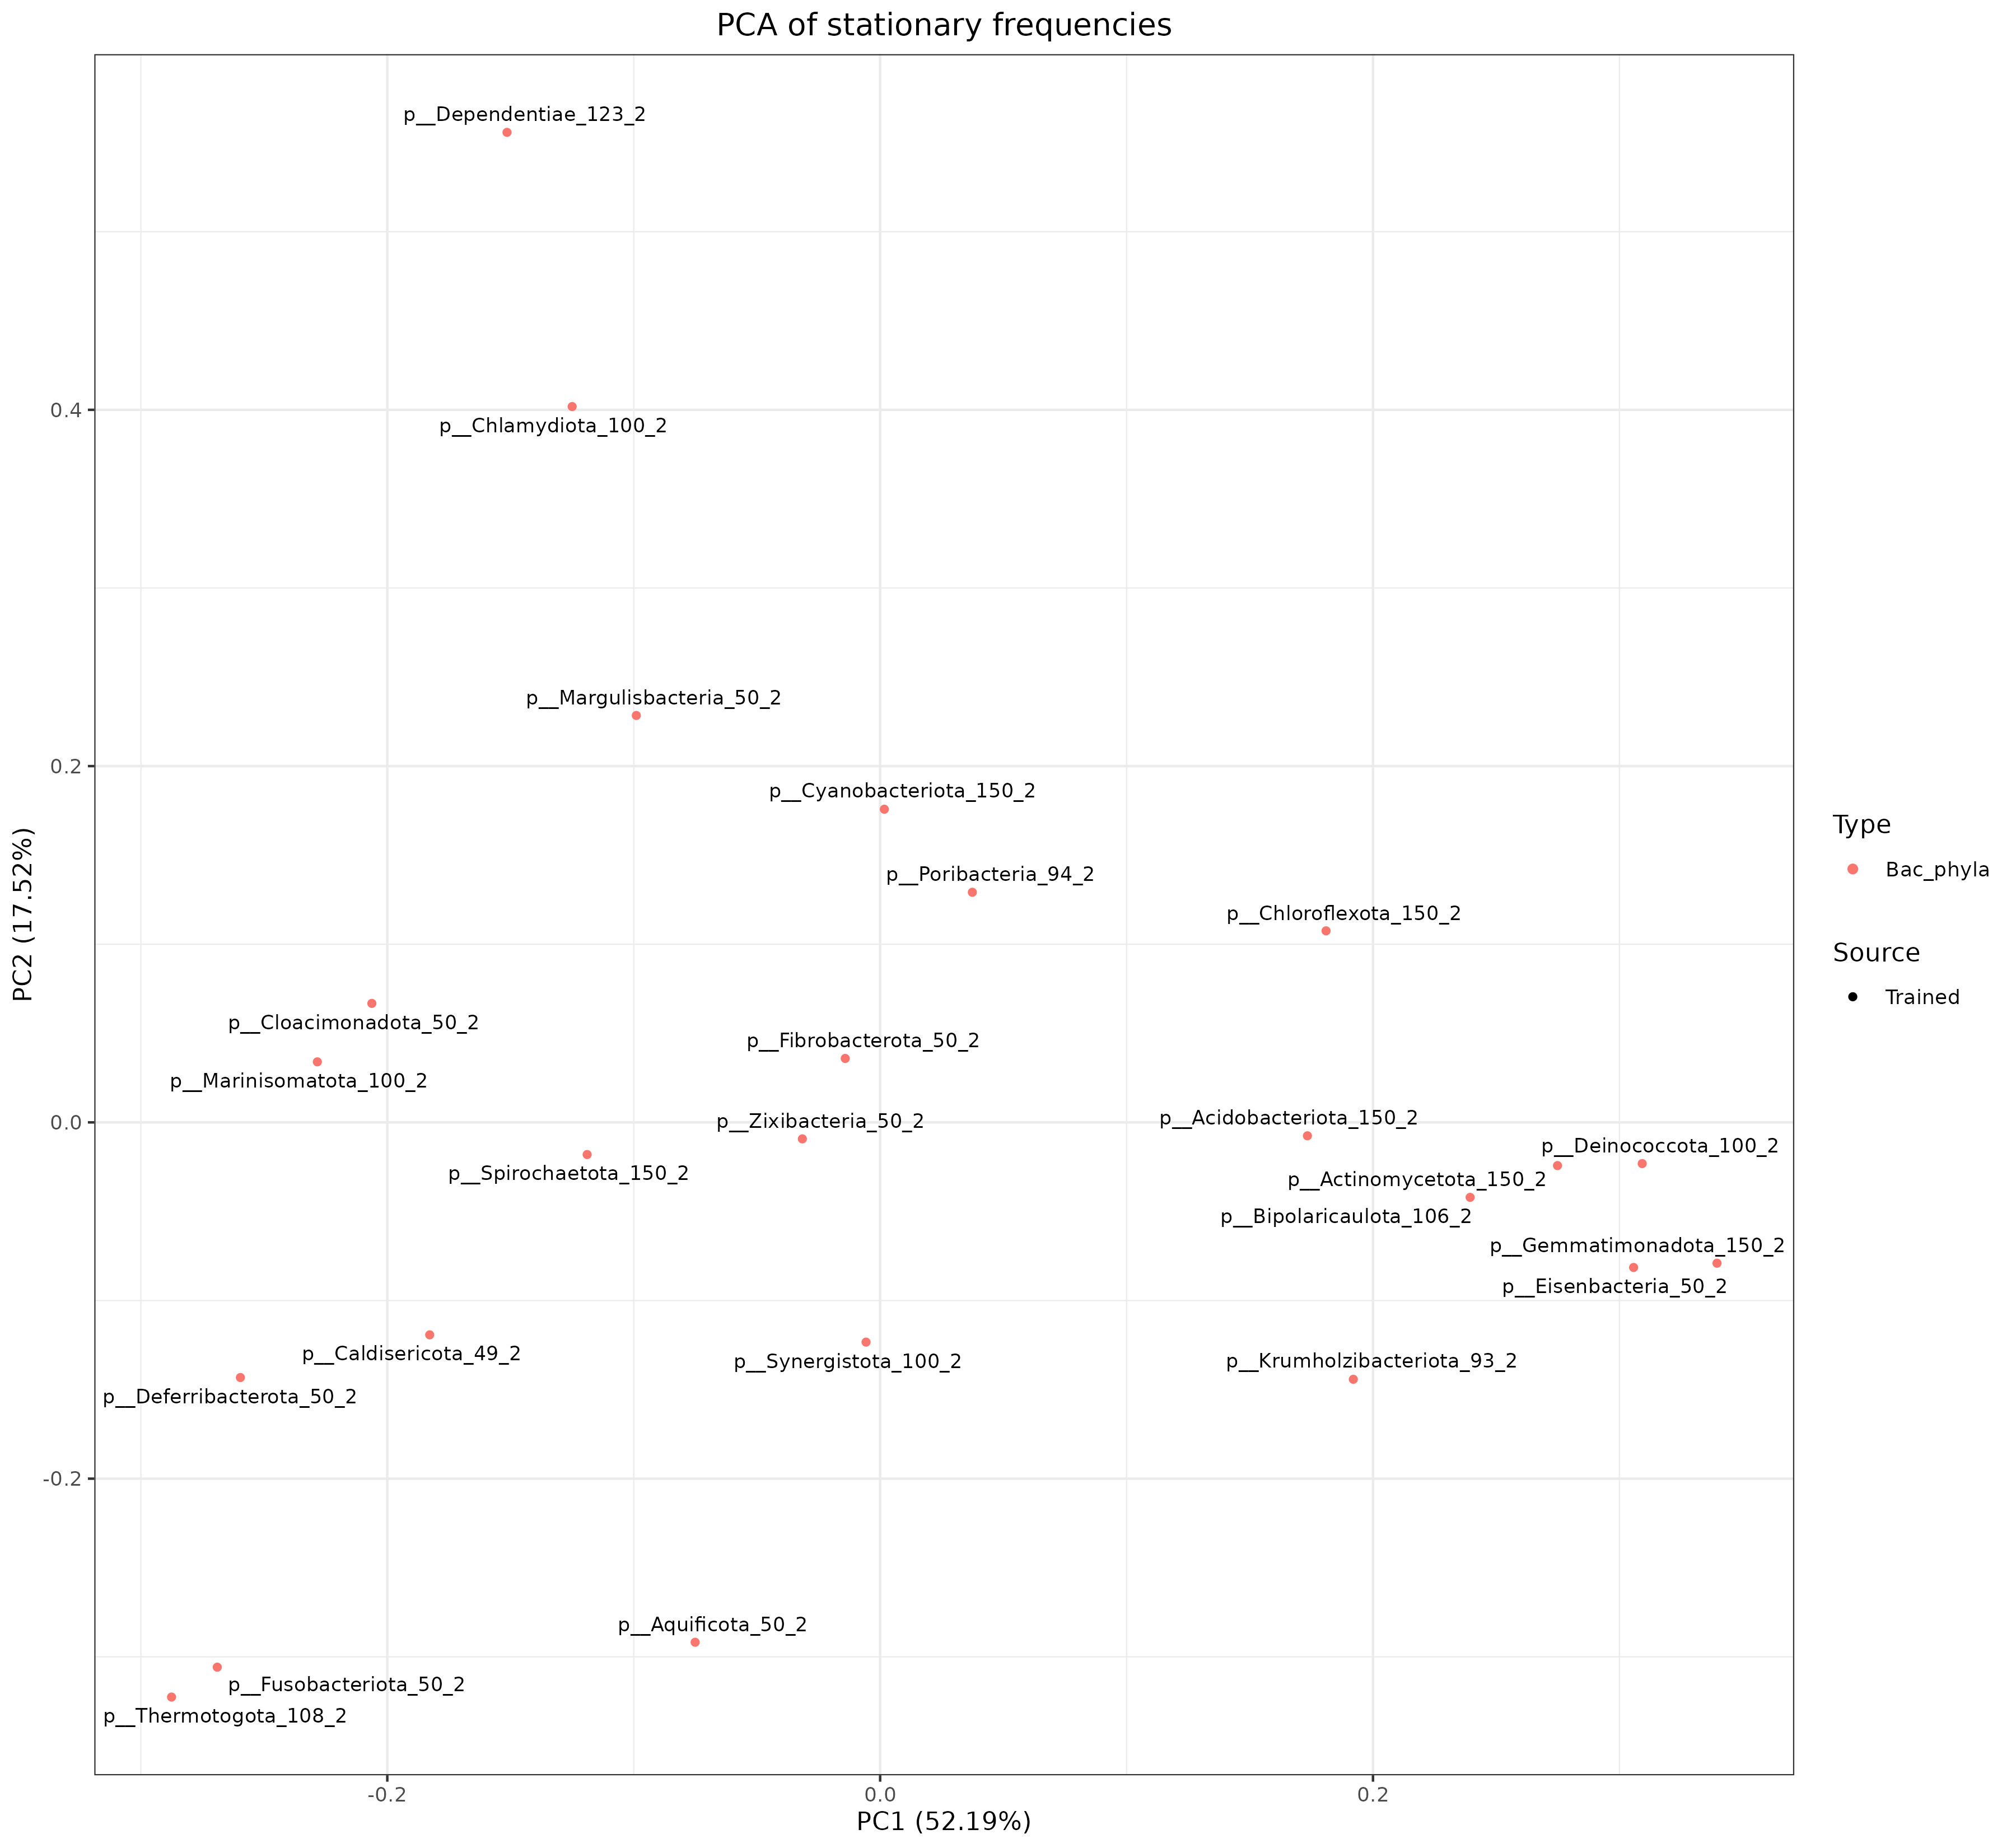 PCA of stationary frequencies
p__Dependentiae_123_2
p__Chlamydiota_100_2
p__Margulisbacteria_50_2
p__Cyanobacteriota_150_2
p__Poribacteria_94_2
p__Chloroflexota_150_2
p__Cloacimonadota_50_2
p__Fibrobacterota_50_2
p__Marinisomatota_100_2
p__Zixibacteria_50_2
p__Acidobacteriota_150_2
p__Deinococcota_100_2
p__Spirochaetota_150_2
p__Actinomycetota_150_2
p__Bipolaricaulota_106_2
p__Gemmatimonadota_150_2
p__Eisenbacteria_50_2
p__Caldisericota_49_2
p__Synergistota_100_2
p__Krumholzibacteriota_93_2
p__Deferribacterota_50_2
p__Aquificota_50_2
p__Fusobacteriota_50_2
p__Thermotogota_108_2
0.4
0.2
0.0
-0.2
PC2 (17.52%)
-0.2
0.0
0.2
PC1 (52.19%)
Type
Bac_phyla
Source
Trained